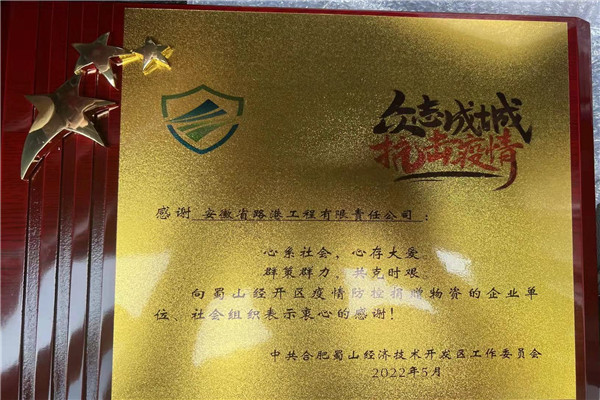 众志成城
抗击疫情
感谢 安徽省路港工程有限责任公司：
心系社会，心存大爱
群策群力、共克时艰。
向蜀山经开区疫情防控捐赠物资的企业单
位、社会组织表示衷心的感谢！
中共合肥蜀山经济技术开发区工作委员会
2022年5月